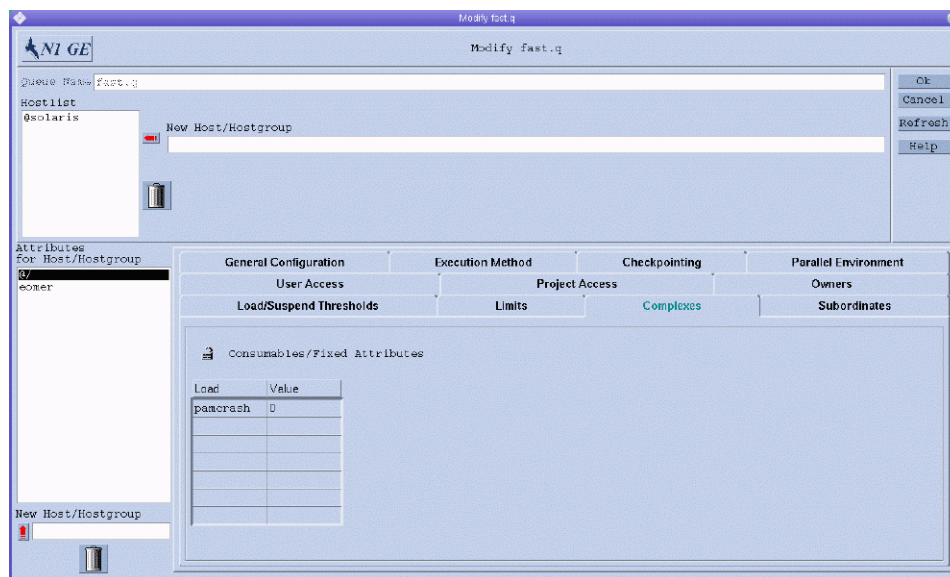 Modify fast.q
N1 GE
Modify fast.q
Queue Name fast.q
Ok
Cancel
Refresh
Help
Hostlist
@solaris
New Host/Hostgroup
Attributes
for Host/Hostgroup
@/
eomer
General Configuration Execution Method Checkpointing Parallel Environment
User Access Project Access Owners
Load/Suspend Thresholds Limits Complexes Subordinates
Consumables/Fixed Attributes
Load Value
pamcrash 0
New Host/Hostgroup